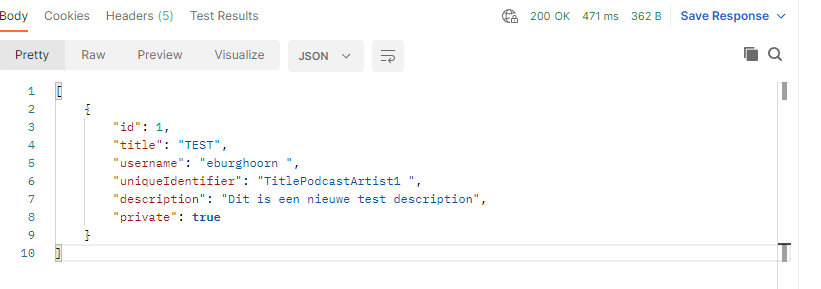 Body Cookies Headers (5) Test Results 200 OK 471 ms 362 B Save Response
Pretty Raw Preview Visualize JSON
1 [
2 {
3 "id": 1,
4 "title": "TEST",
5 "username": "eburghoorn ",
6 "uniqueIdentifier": "TitlePodcastArtist1 ",
7 "description": "Dit is een nieuwe test description",
8 "private": true
9 }
10 ]